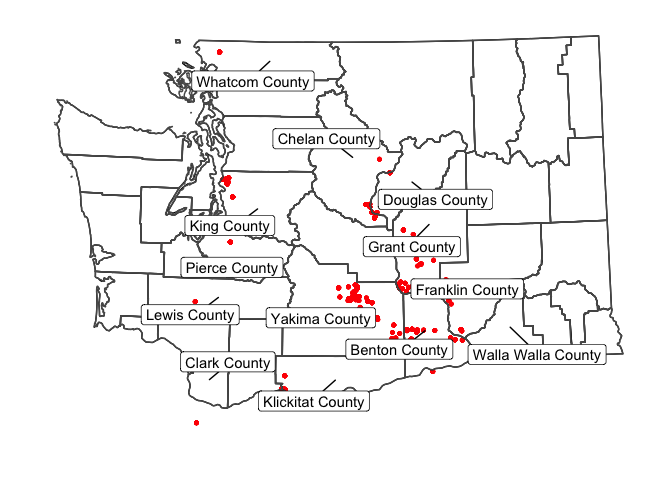 Whatcom County
Chelan County
Douglas County
King County
Grant County
Pierce County
Franklin County
Lewis County
Yakima County
Benton County
Walla Walla County
Clark County
Klickitat County